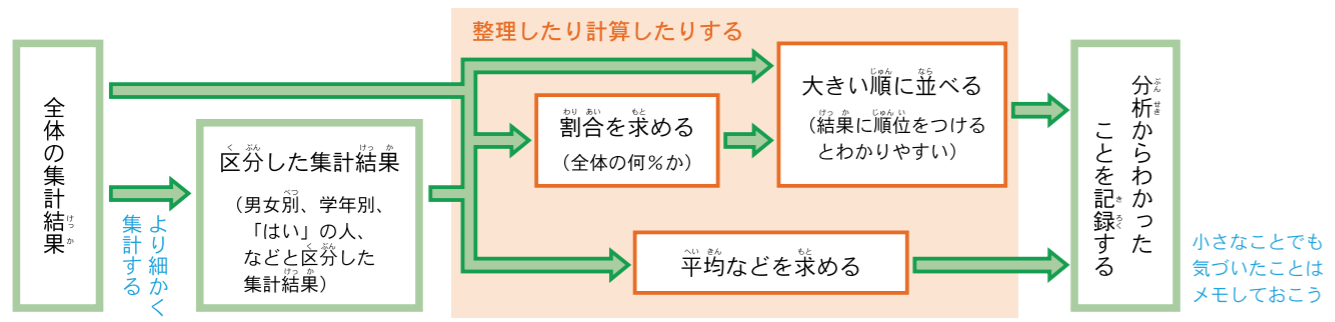 全体の集計結果
より細かく
集計する
区分した集計結果
（男女別、学年別、
「はい」の人、
などと区分した
集計結果）
整理したり計算したりする
割合を求める
（全体の何％か）
大きい順に並べる
（結果に順位をつける
とわかりやすい）
平均などを求める
分析からわかった
ことを記録する
小さなことでも
気づいたことは
メモしておこう